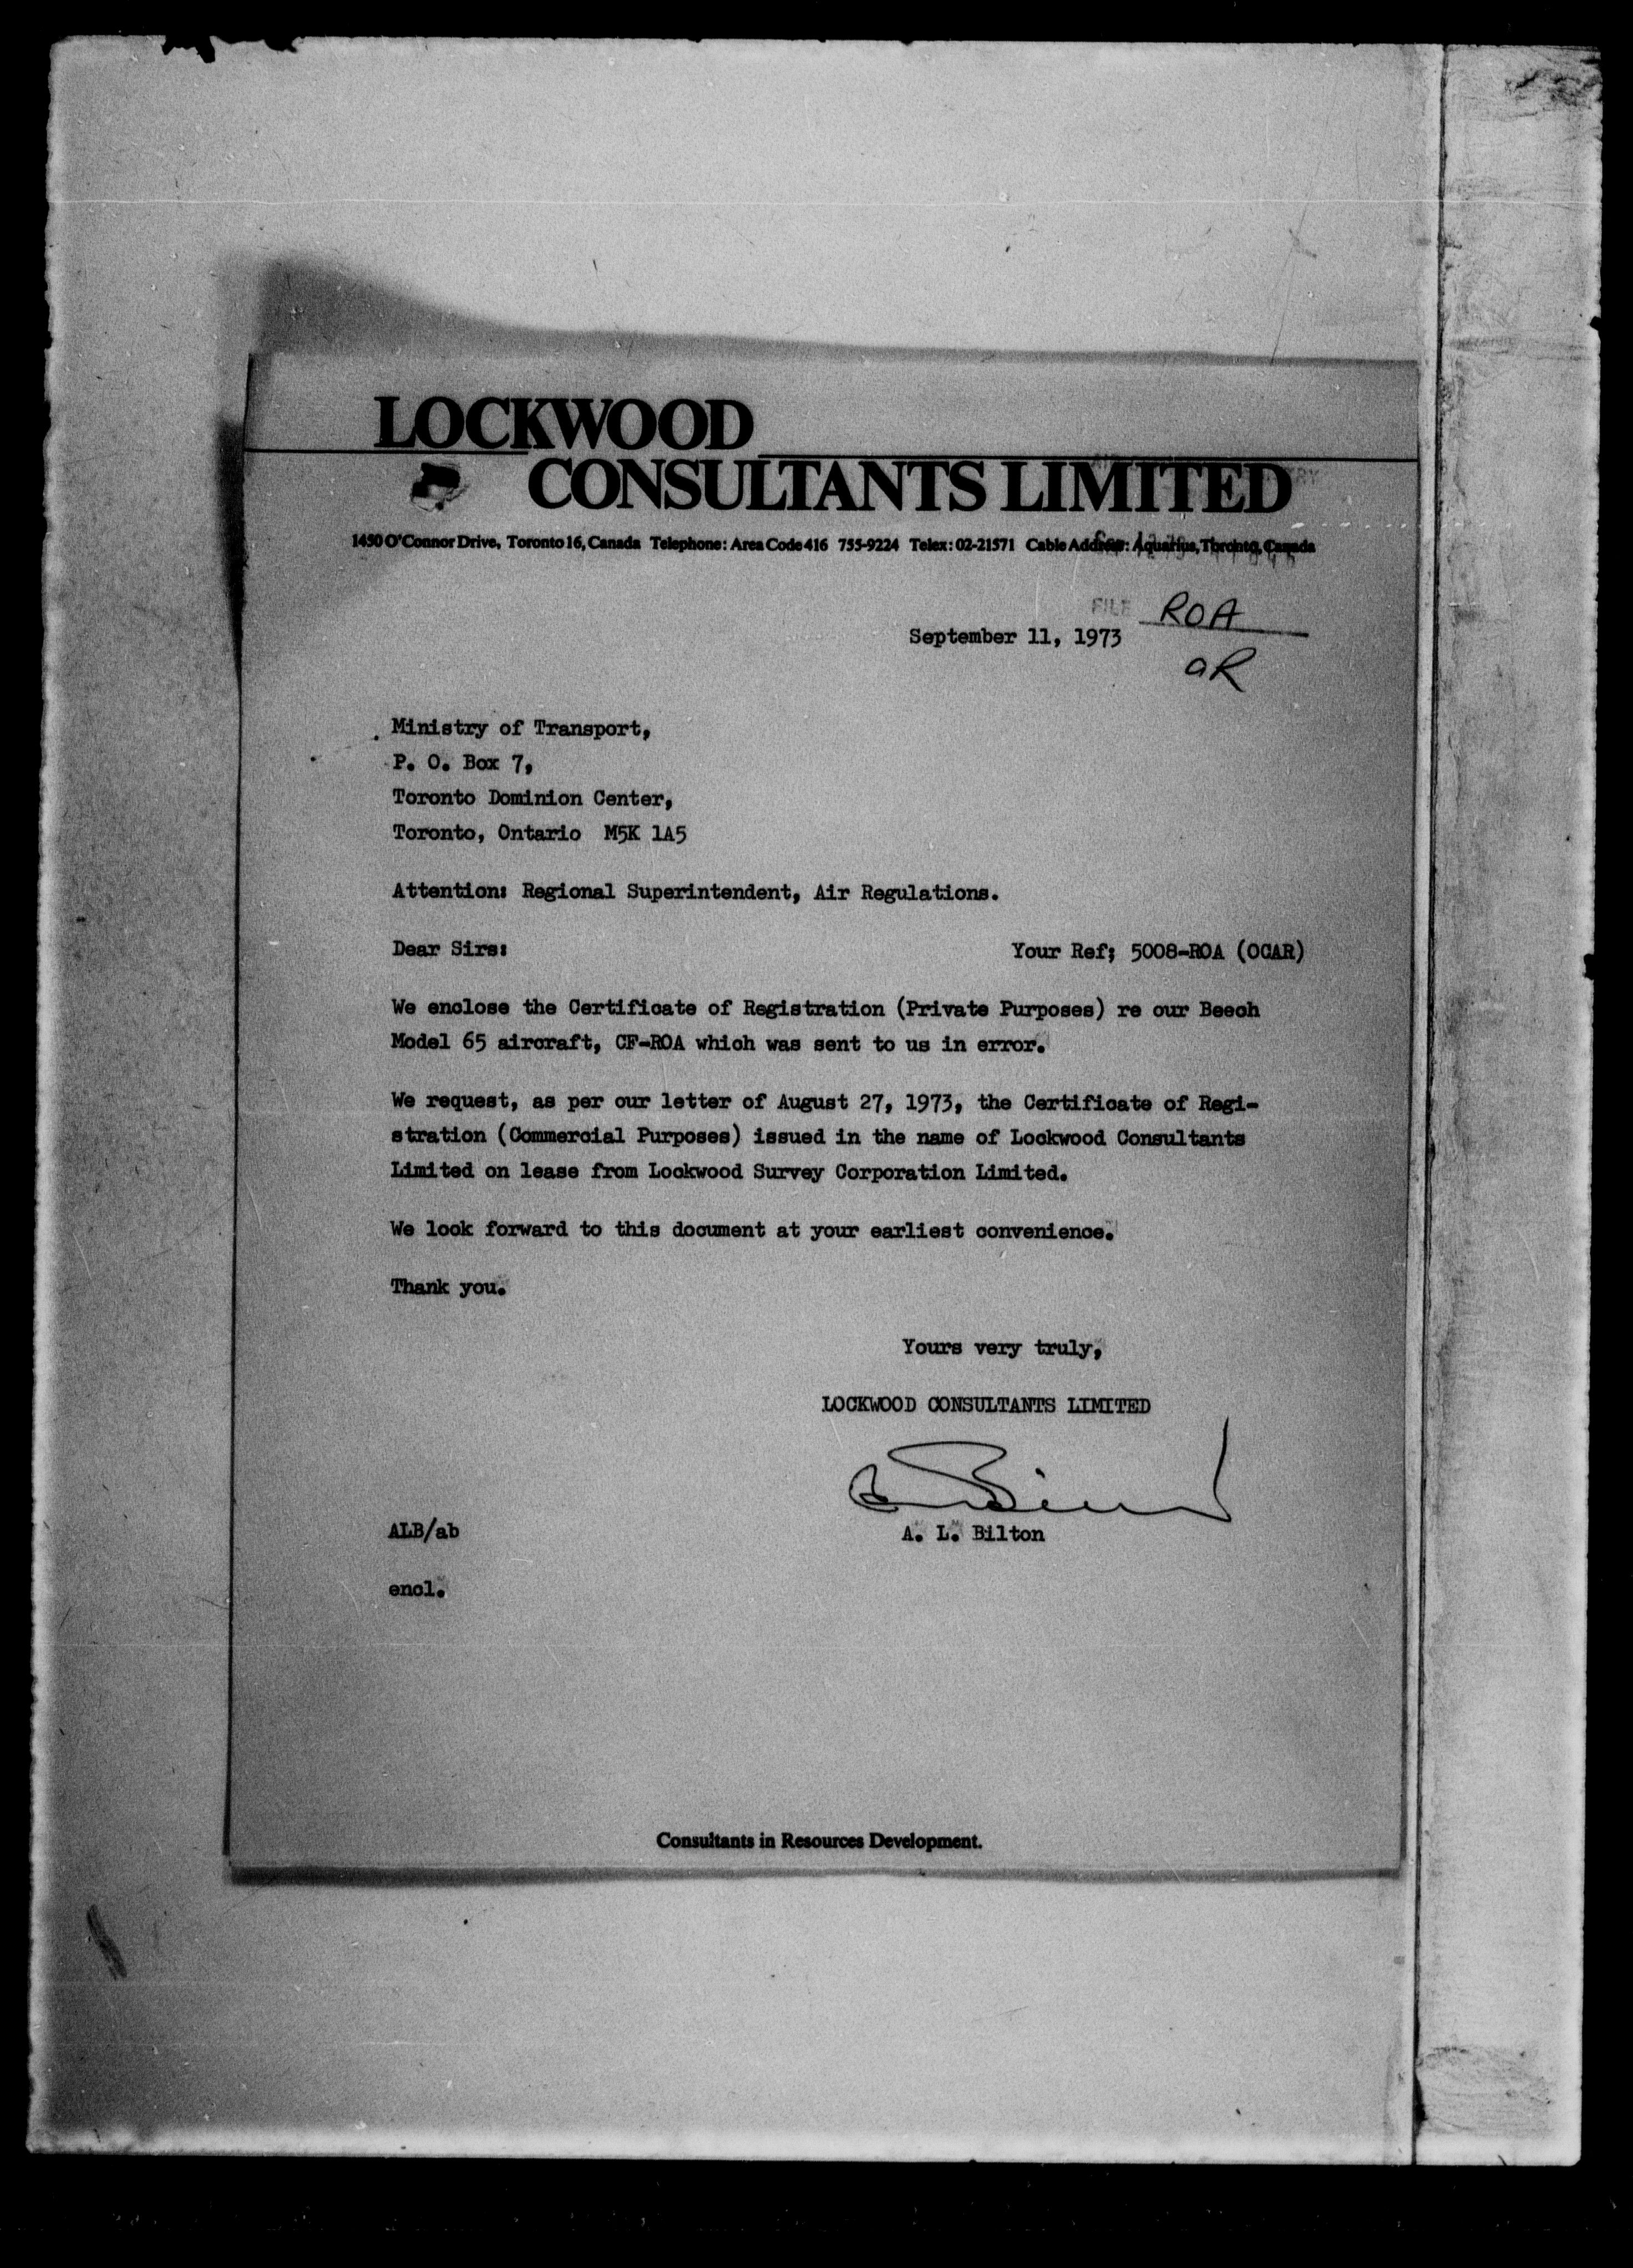 LOCKWOOD
CONSULTANTS LIMITED
1450 O'Connor Drive, Toronto 16, Canada Telephone: Area Code 416 755-9224 Telex: 02-21571 Cable Address: Aquarius, Toronto, Canada
FILE ROA
September 11, 1973
aR
Ministry of Transport,
P. O. Box 7,
Toronto Dominion Center,
Toronto, Ontario M5K 1A5
Attention: Regional Superintendent, Air Regulations.
Dear Sirs: Your Ref; 5008-ROA (OCAR)
We enclose the Certificate of Registration (Private Purposes) re our Beech
Model 65 aircraft, CF-ROA which was sent to us in error.
We request, as per our letter of August 27, 1973, the Certificate of Regi-
stration (Commercial Purposes) issued in the name of Lockwood Consultants
Limited on lease from Lockwood Survey Corporation Limited.
We look forward to this document at your earliest convenience.
Thank you.
Yours very truly,
LOCKWOOD CONSULTANTS LIMITED
ALB/ab A. L. Bilton
encl.
Consultants in Resources Development.